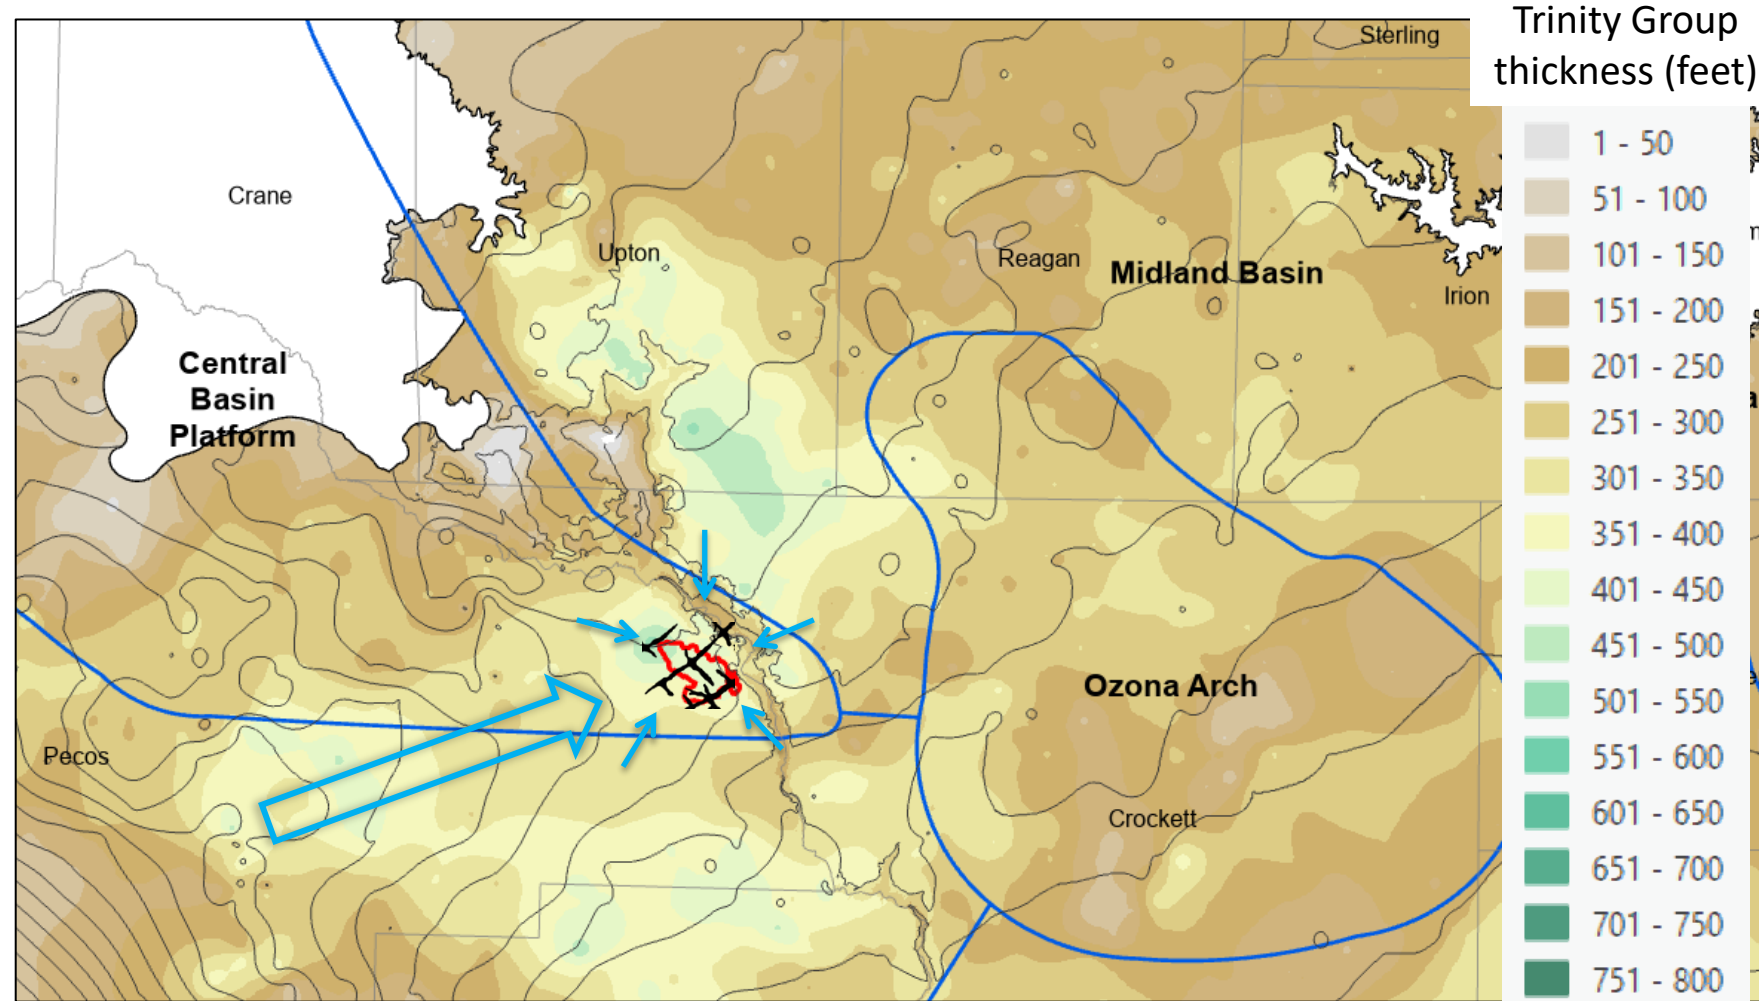 Trinity Group
thickness (feet)
1 - 50
51 - 100
101 - 150
151 - 200
201 - 250
251 - 300
301 - 350
351 - 400
401 - 450
451 - 500
501 - 550
551 - 600
601 - 650
651 - 700
701 - 750
751 - 800
Sterling
Crane
Upton
Reagan
Midland Basin
Irion
Central
Basin
Platform
Ozona Arch
Pecos
Crockett